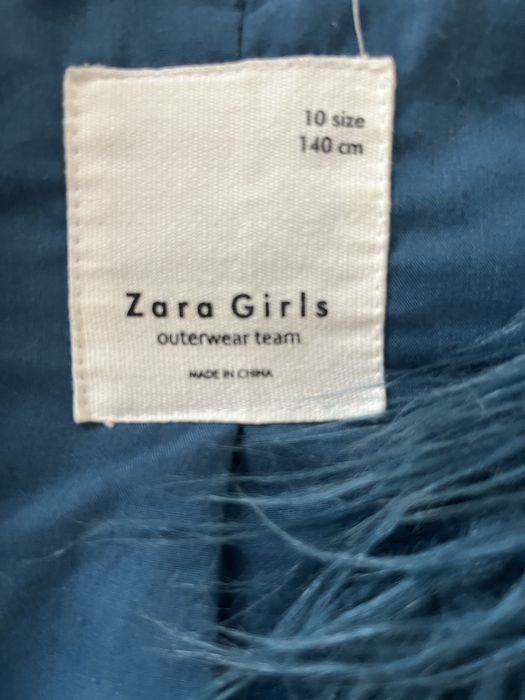 10 size
140 cm
Zara Girls
outerwear team
MADE IN CHINA